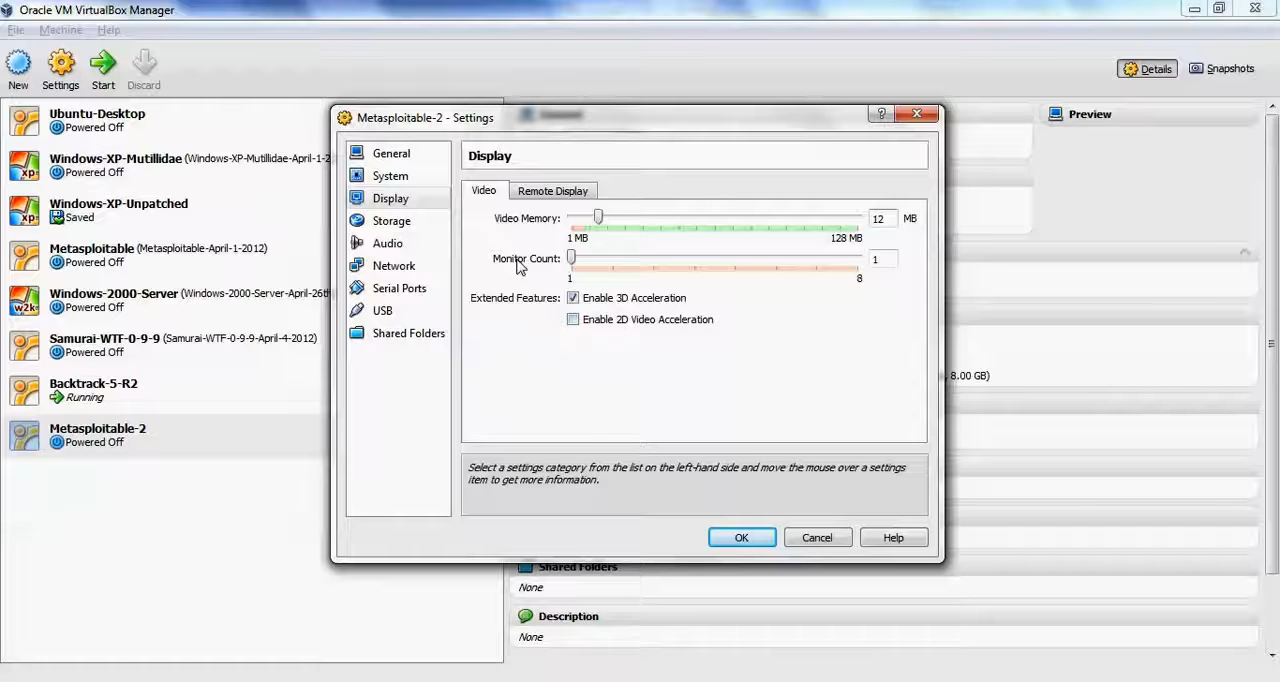 Oracle VM VirtualBox Manager
File Machine Help
New Settings Start Discard
Details Snapshots
Ubuntu-Desktop
Powered Off
Windows-XP-Mutillidae (Windows-XP-Mutillidae-April-1-2
Powered Off
Windows-XP-Unpatched
Saved
Metasploitable (Metasploitable-April-1-2012)
Powered Off
Windows-2000-Server (Windows-2000-Server-April-26th
Powered Off
Samurai-WTF-0-9-9 (Samurai-WTF-0-9-9-April-4-2012)
Powered Off
Backtrack-5-R2
Running
Metasploitable-2
Powered Off
Metasploitable-2 - Settings
General
System
Display
Storage
Audio
Network
Serial Ports
USB
Shared Folders
Display
Video Remote Display
Video Memory: 12 MB
1 MB 128 MB
Monitor Count: 1
1 8
Extended Features: Enable 3D Acceleration
Enable 2D Video Acceleration
Select a settings category from the list on the left-hand side and move the mouse over a settings
item to get more information.
OK Cancel Help
Preview
, 8.00 GB)
Shared Folders
None
Description
None